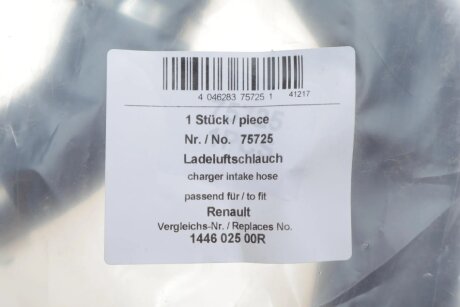 4 046283 75725 1 41217
1 Stück / piece
Nr. / No. 75725
Ladeluftschlauch
charger intake hose
passend für / to fit
Renault
Vergleichs-Nr. / Replaces No.
1446 025 00R